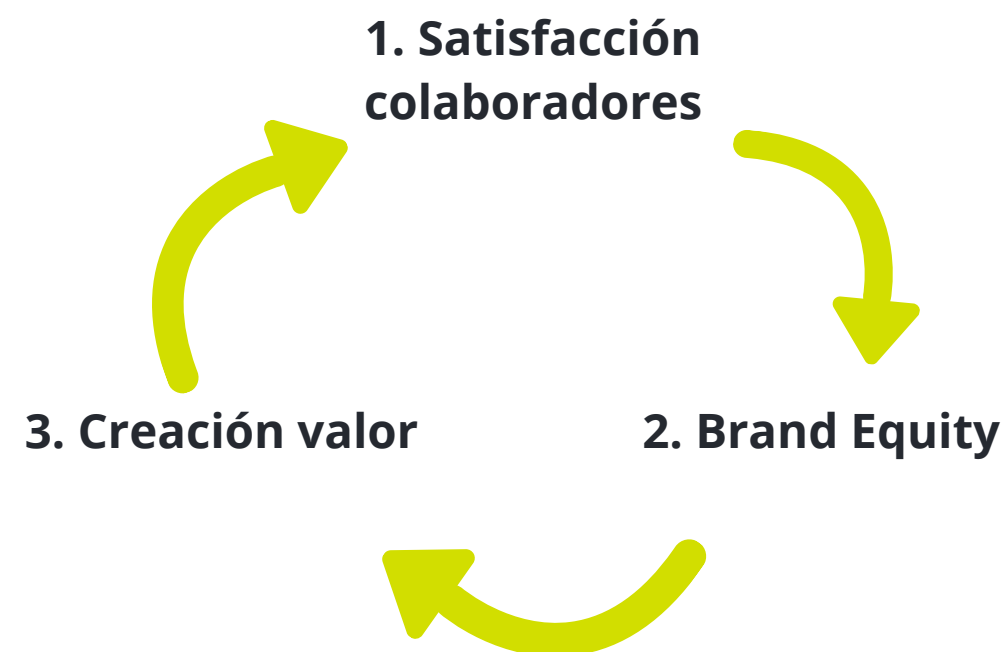 1. Satisfacción
colaboradores
3. Creación valor
2. Brand Equity